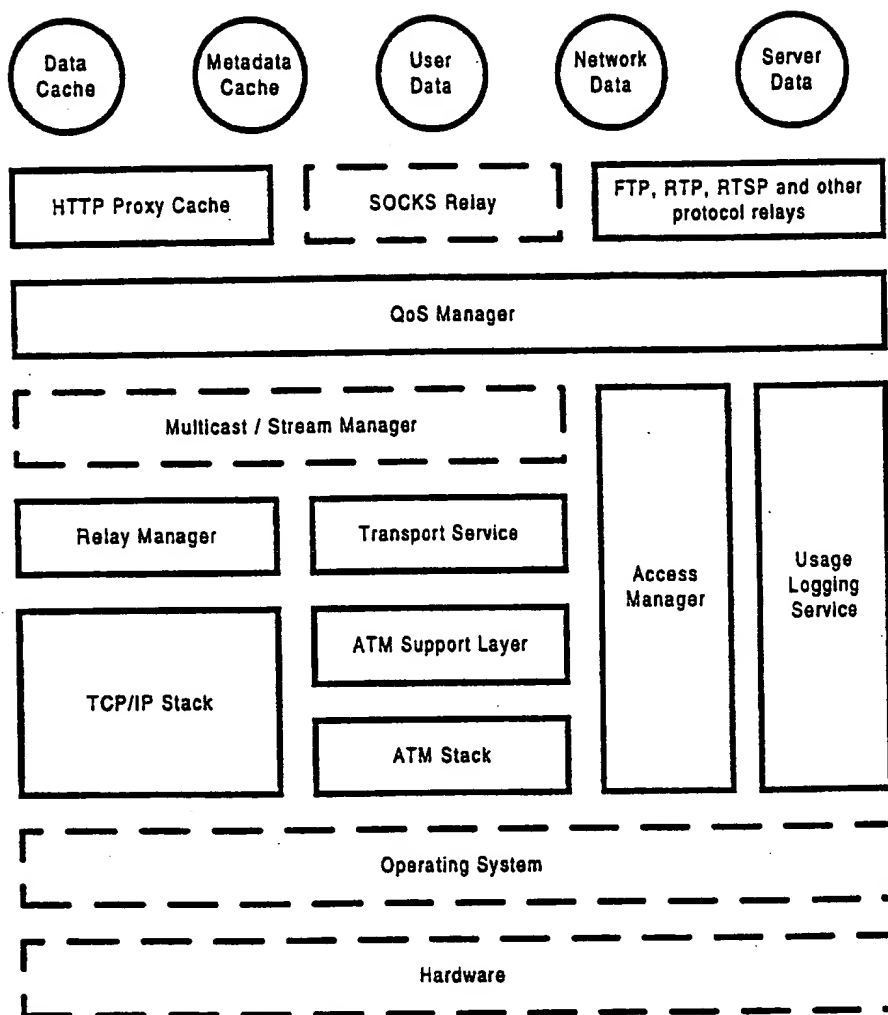 Data
Cache
Metadata
Cache
User
Data
Network
Data
Server
Data
HTTP Proxy Cache
SOCKS Relay
FTP, RTP, RTSP and other
protocol relays
QoS Manager
Multicast / Stream Manager
Relay Manager
Transport Service
Access
Manager
Usage
Logging
Service
TCP/IP Stack
ATM Support Layer
ATM Stack
Operating System
Hardware